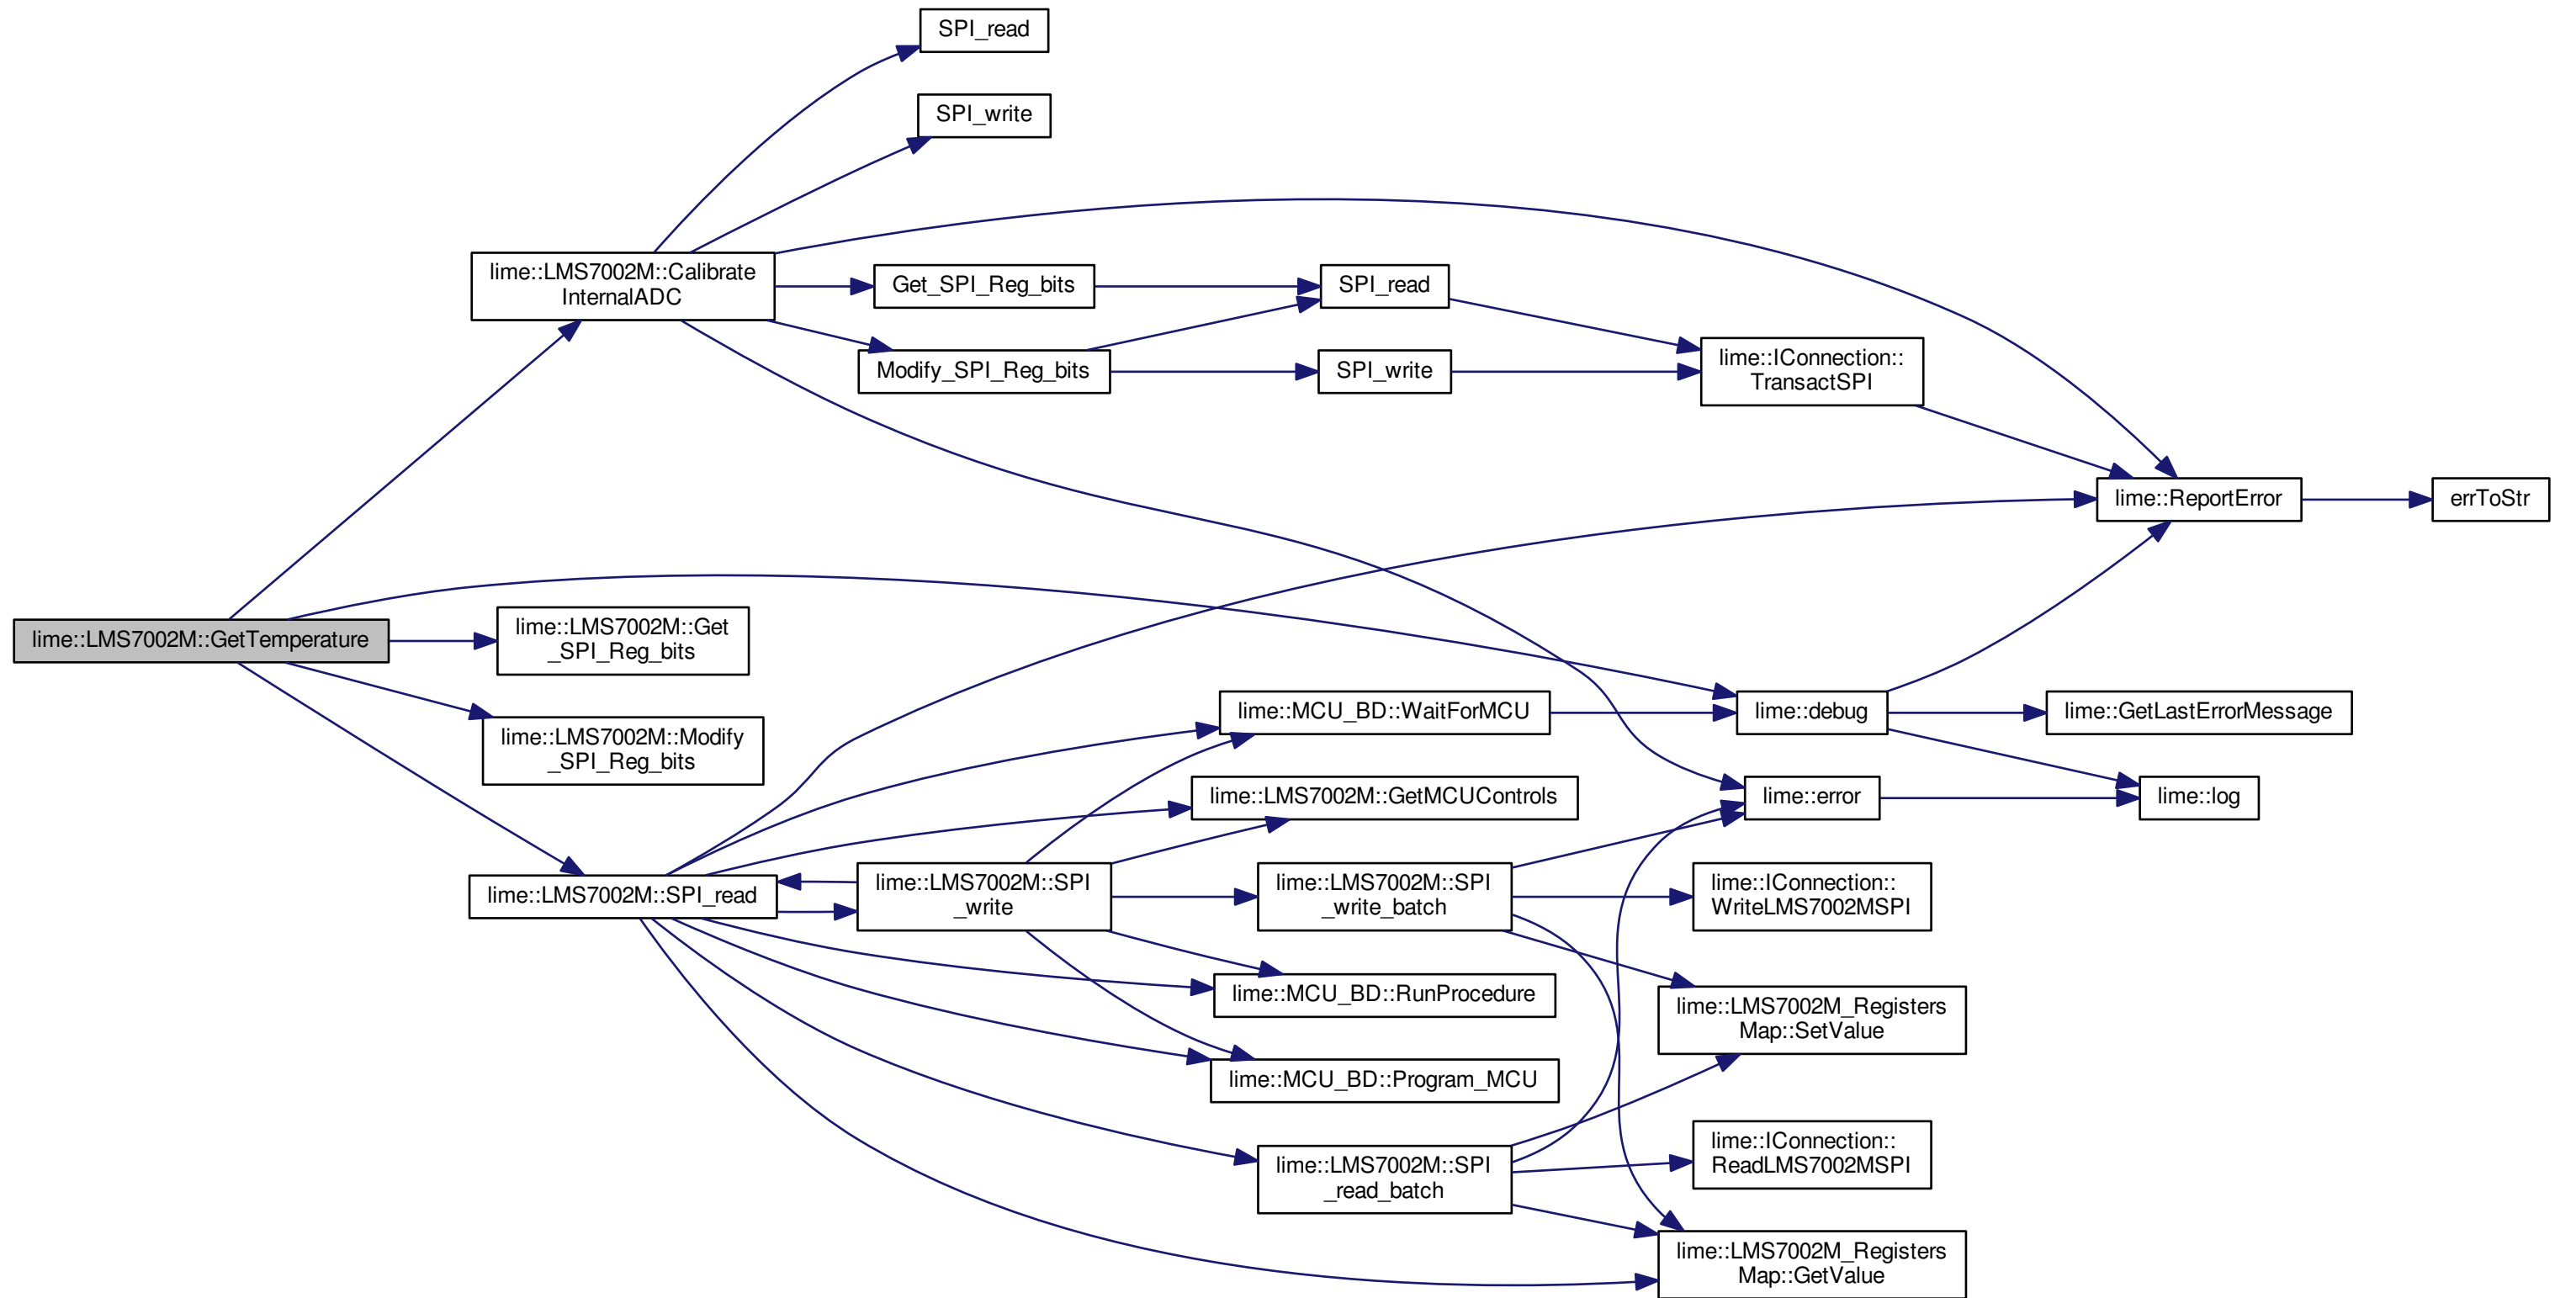 SPI_read
SPI_write
lime::LMS7002M::Calibrate
InternalADC
Get_SPI_Reg_bits
SPI_read
Modify_SPI_Reg_bits
SPI_write
lime::IConnection::
TransactSPI
lime::ReportError
errToStr
lime::LMS7002M::GetTemperature
lime::LMS7002M::Get
_SPI_Reg_bits
lime::LMS7002M::Modify
_SPI_Reg_bits
lime::MCU_BD::WaitForMCU
lime::debug
lime::GetLastErrorMessage
lime::LMS7002M::GetMCUControls
lime::error
lime::log
lime::LMS7002M::SPI_read
lime::LMS7002M::SPI
_write
lime::LMS7002M::SPI
_write_batch
lime::IConnection::
WriteLMS7002MSPI
lime::MCU_BD::RunProcedure
lime::LMS7002M_Registers
Map::SetValue
lime::MCU_BD::Program_MCU
lime::LMS7002M::SPI
_read_batch
lime::IConnection::
ReadLMS7002MSPI
lime::LMS7002M_Registers
Map::GetValue